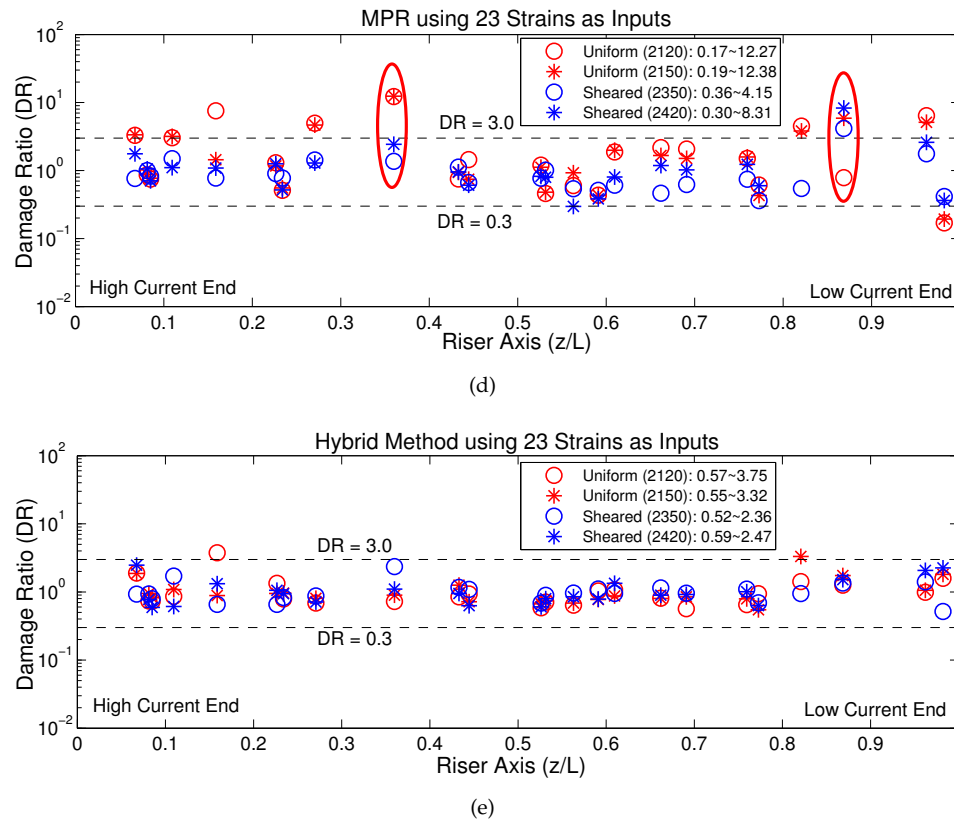 MPR using 23 Strains as Inputs
Damage Ratio (DR)
10^2
10^1
10^0
10^-1
10^-2
Uniform (2120): 0.17~12.27
Uniform (2150): 0.19~12.38
Sheared (2350): 0.36~4.15
Sheared (2420): 0.30~8.31
DR = 3.0
DR = 0.3
High Current End
Low Current End
0 0.1 0.2 0.3 0.4 0.5 0.6 0.7 0.8 0.9
Riser Axis (z/L)
(d)
Hybrid Method using 23 Strains as Inputs
Damage Ratio (DR)
10^2
10^1
10^0
10^-1
10^-2
Uniform (2120): 0.57~3.75
Uniform (2150): 0.55~3.32
Sheared (2350): 0.52~2.36
Sheared (2420): 0.59~2.47
DR = 3.0
DR = 0.3
High Current End
Low Current End
0 0.1 0.2 0.3 0.4 0.5 0.6 0.7 0.8 0.9
Riser Axis (z/L)
(e)